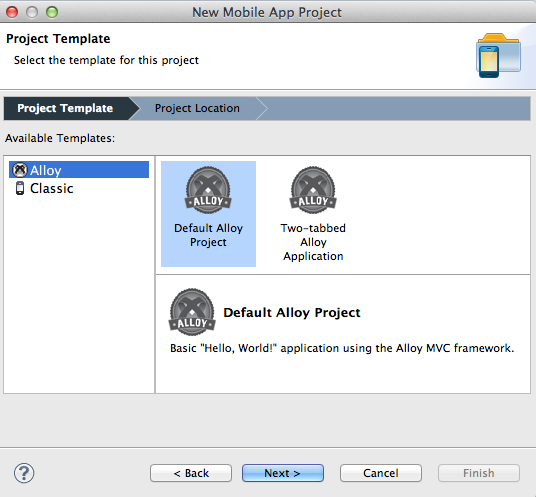 New Mobile App Project
Project Template
Select the template for this project
Project Template
Project Location
Available Templates:
Alloy
Classic
ALLOY
Default Alloy
Project
ALLOY
Two-tabbed
Alloy
Application
ALLOY
Default Alloy Project
Basic "Hello, World!" application using the Alloy MVC framework.
?
< Back
Next >
Cancel
Finish